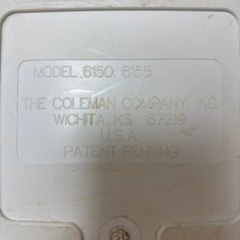 MODEL 6150, 6155
THE COLEMAN COMPANY, INC.
WICHITA, KS 67219
U.S.A.
PATENT PENDING